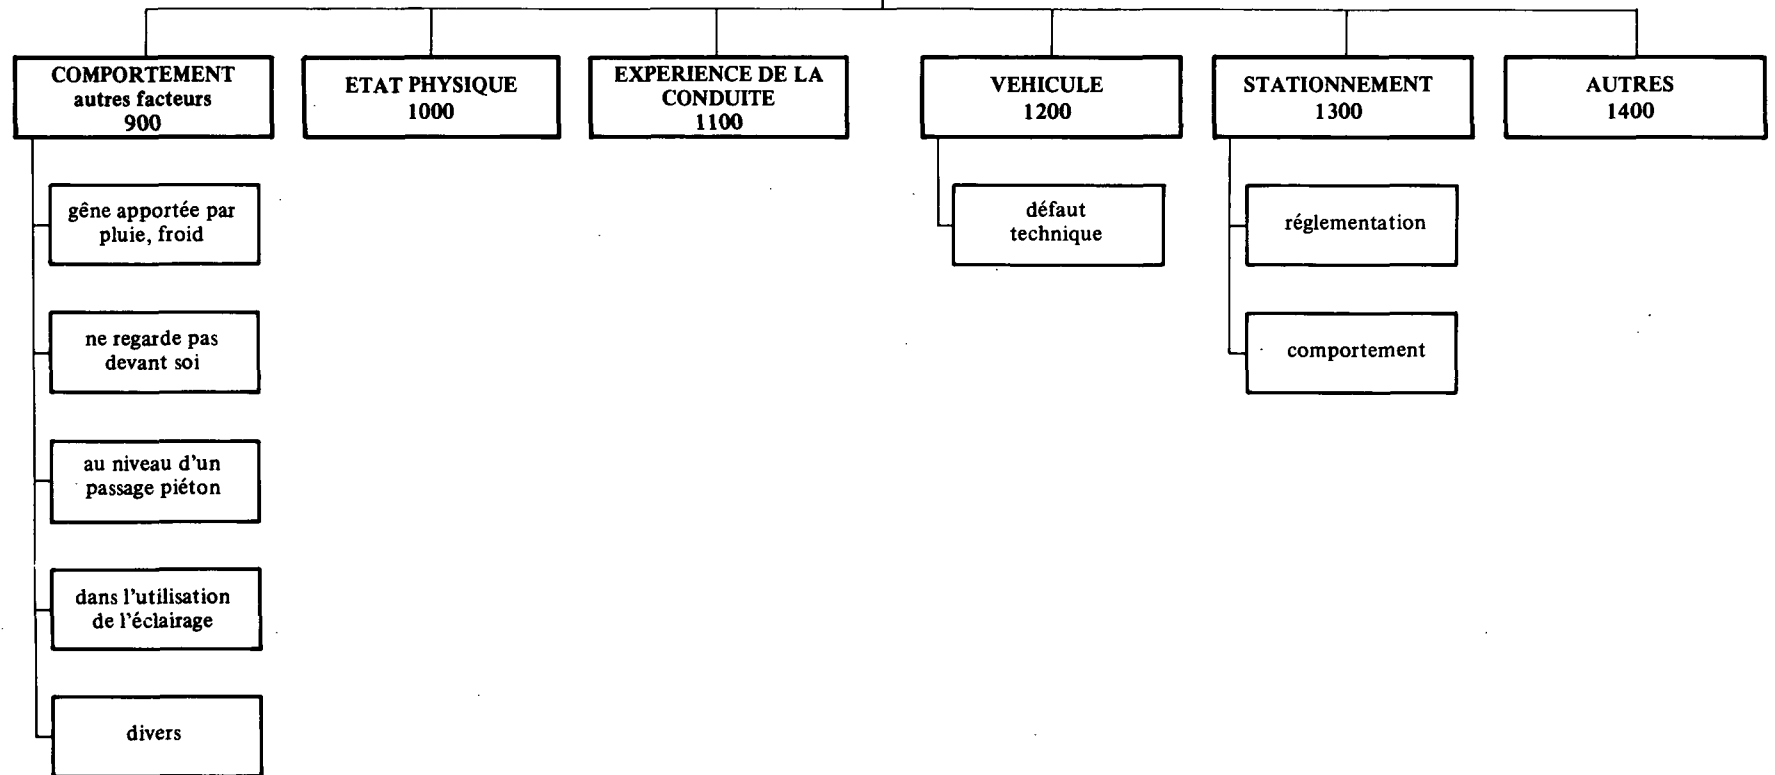 COMPORTEMENT
autres facteurs
900
ETAT PHYSIQUE
1000
EXPERIENCE DE LA
CONDUITE
1100
VEHICULE
1200
STATIONNEMENT
1300
AUTRES
1400
gêne apportée par
pluie, froid
ne regarde pas
devant soi
au niveau d'un
passage piéton
dans l'utilisation
de l'éclairage
divers
défaut
technique
réglementation
comportement